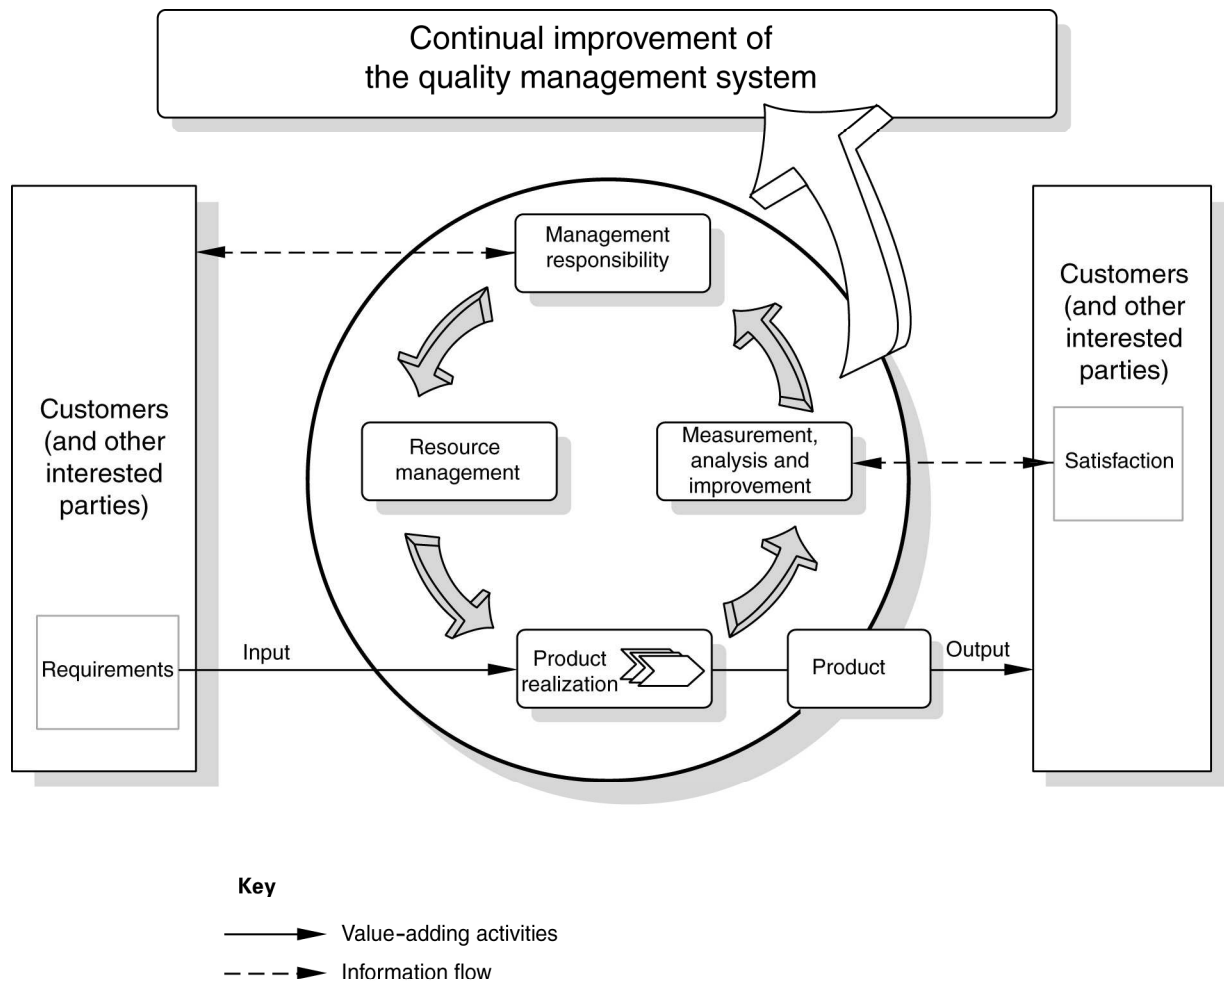 Continual improvement of
the quality management system
Management
responsibility
Customers
(and other
interested
parties)
Customers
(and other
interested
parties)
Resource
management
Measurement,
analysis and
improvement
Satisfaction
Requirements
Input
Product
realization
Product
Output
Key
Value-adding activities
Information flow